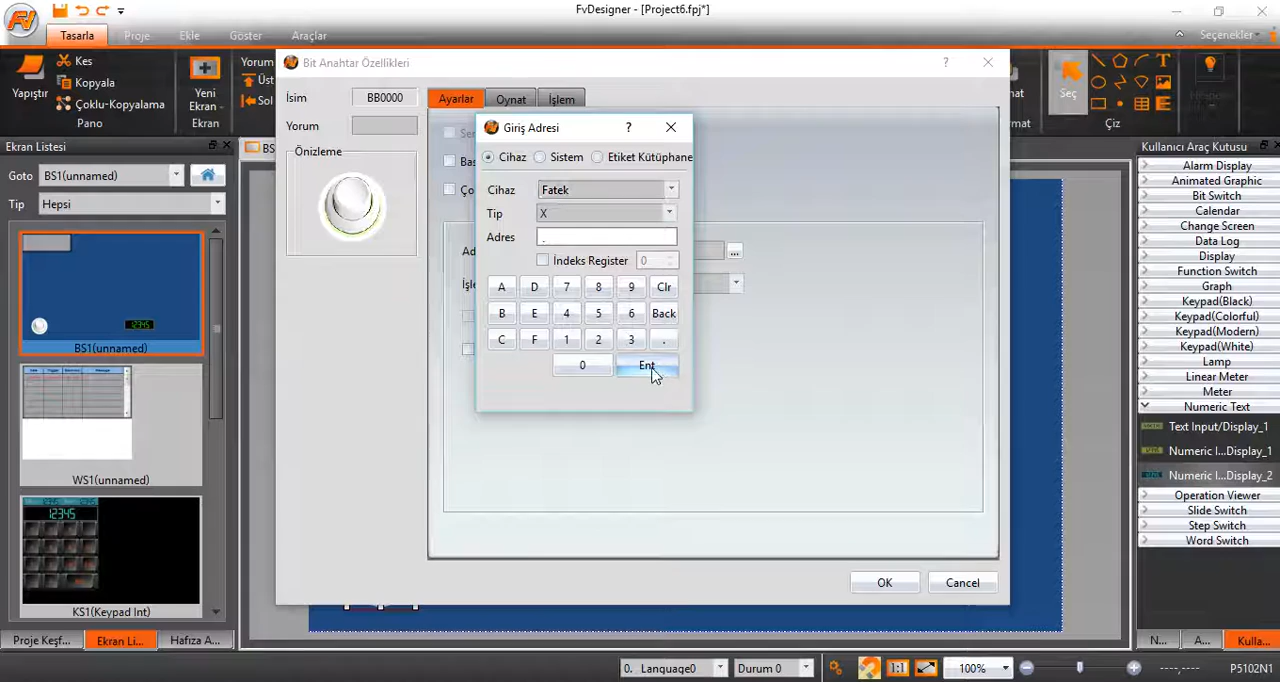 FvDesigner - [Project6.fpj*]
Tasarla
Proje
Ekle
Göster
Araçlar
Seçenekler
Yapıştır
Kes
Kopyala
Çoklu-Kopyalama
Pano
Yeni
Ekran
Ekran
Yorum
Üst
Sol
Seç
Çiz
Ekran Listesi
Goto
BS1(unnamed)
Tip
Hepsi
12345
BS1(unnamed)
WS1(unnamed)
12345
KS1(Keypad Int)
Proje Keşf...
Ekran Li...
Hafıza A...
Bit Anahtar Özellikleri
?
İsim
BB0000
Yorum
Önizleme
Ayarlar
Oynat
İşlem
...
OK
Cancel
Giriş Adresi
?
Cihaz
Sistem
Etiket Kütüphane
Cihaz
Fatek
Tip
X
Adres
.
İndeks Register
0
A D 7 8 9 Clr
B E 4 5 6 Back
C F 1 2 3 .
0 Ent
Kullanıcı Araç Kutusu
Alarm Display
Animated Graphic
Bit Switch
Calendar
Change Screen
Data Log
Display
Function Switch
Graph
Keypad(Black)
Keypad(Colorful)
Keypad(Modern)
Keypad(White)
Lamp
Linear Meter
Meter
Numeric Text
Text Input/Display_1
Numeric I...Display_1
Numeric I...Display_2
Operation Viewer
Slide Switch
Step Switch
Word Switch
N...
A...
Kulla...
0. Language0
Durum 0
1:1
100%
----,----
P5102N1